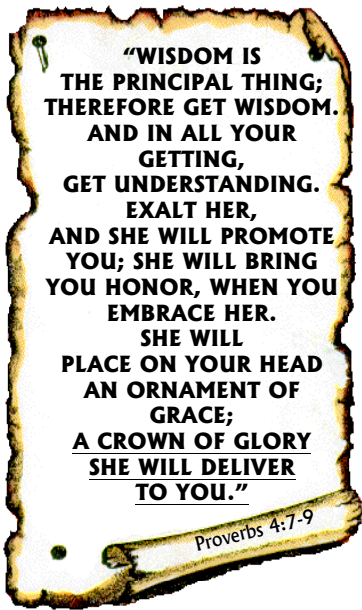 “WISDOM IS
THE PRINCIPAL THING;
THEREFORE GET WISDOM.
AND IN ALL YOUR
GETTING,
GET UNDERSTANDING.
EXALT HER,
AND SHE WILL PROMOTE
YOU; SHE WILL BRING
YOU HONOR, WHEN YOU
EMBRACE HER.
SHE WILL
PLACE ON YOUR HEAD
AN ORNAMENT OF
GRACE;
A CROWN OF GLORY
SHE WILL DELIVER
TO YOU.”
Proverbs 4:7-9